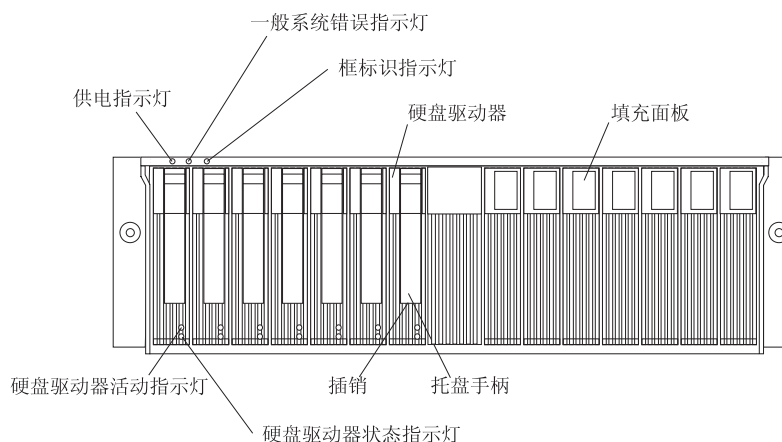 一般系统错误指示灯
框标识指示灯
供电指示灯
硬盘驱动器
填充面板
硬盘驱动器活动指示灯
插销
托盘手柄
硬盘驱动器状态指示灯